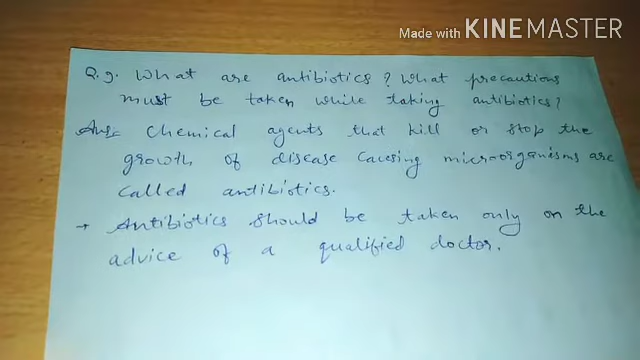 Made with KINEMASTER
Q.9. What are antibiotics? What precautions
must be taken while taking antibiotics?
Ans:- Chemical agents that kill or stop the
growth of disease causing microorganisms are
called antibiotics.
→ Antibiotics should be taken only on the
advice of a qualified doctor.